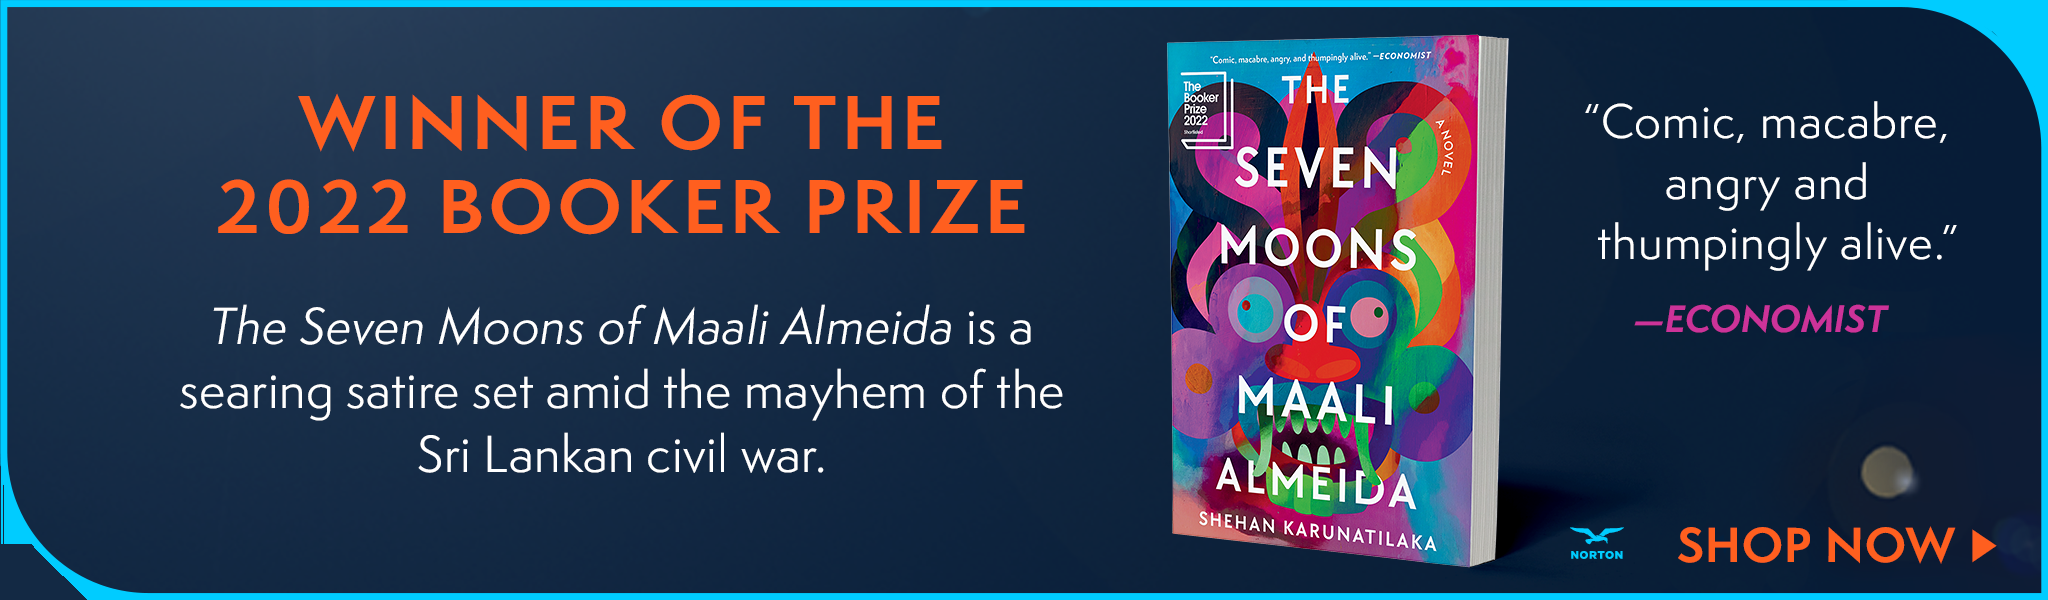 WINNER OF THE
2022 BOOKER PRIZE
The Seven Moons of Maali Almeida is a
searing satire set amid the mayhem of the
Sri Lankan civil war.
"Comic, macabre, angry, and thumpingly alive." —ECONOMIST
The
Booker
Prize
2022
Shortlisted
THE
A NOVEL
SEVEN
MOONS
OF
MAALI
ALMEIDA
SHEHAN KARUNATILAKA
“Comic, macabre,
angry and
thumpingly alive.”
—ECONOMIST
NORTON
SHOP NOW